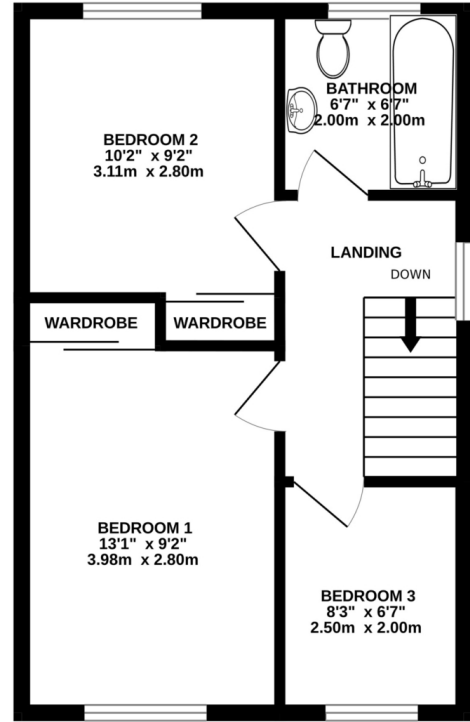 BEDROOM 2
10'2" x 9'2"
3.11m x 2.80m
BATHROOM
6'7" x 6'7"
2.00m x 2.00m
LANDING
DOWN
WARDROBE
WARDROBE
BEDROOM 1
13'1" x 9'2"
3.98m x 2.80m
BEDROOM 3
8'3" x 6'7"
2.50m x 2.00m